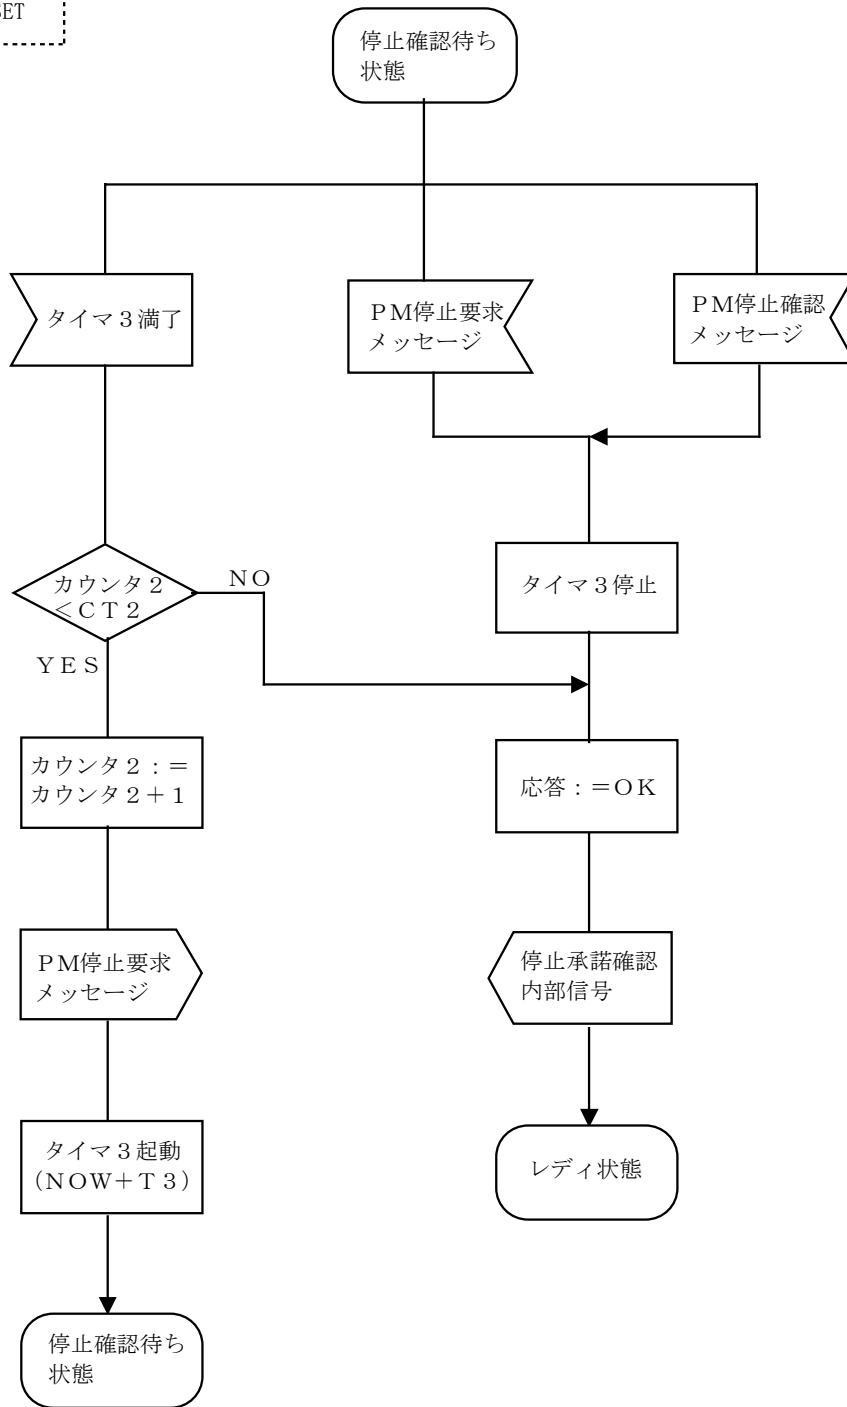 SET
停止確認待ち
状態
タイマ３満了
ＰＭ停止要求
メッセージ
ＰＭ停止確認
メッセージ
カウンタ２
＜ＣＴ２
ＮＯ
ＹＥＳ
タイマ３停止
カウンタ２：＝
カウンタ２＋１
応答：＝ＯＫ
ＰＭ停止要求
メッセージ
停止承諾確認
内部信号
タイマ３起動
（ＮＯＷ＋Ｔ３）
レディ状態
停止確認待ち
状態